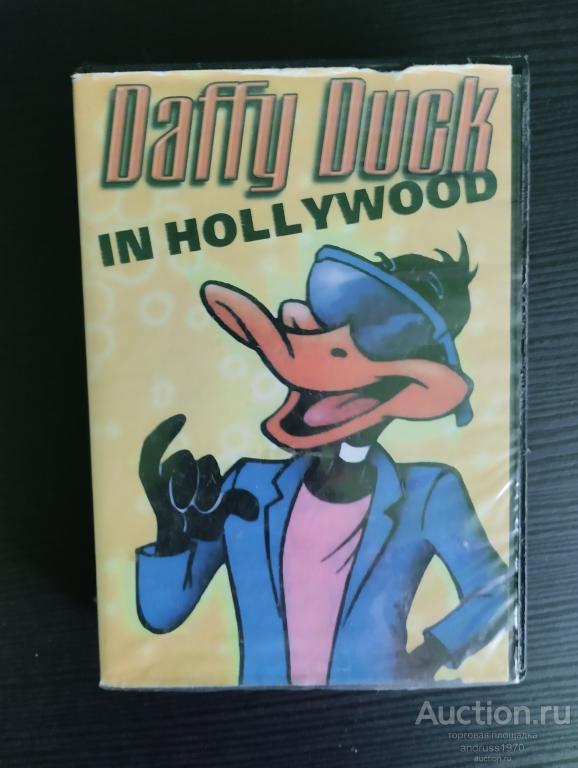 Daffy Duck
IN HOLLYWOOD
Auction.ru
торговая площадка
andruss1970
auction.ru